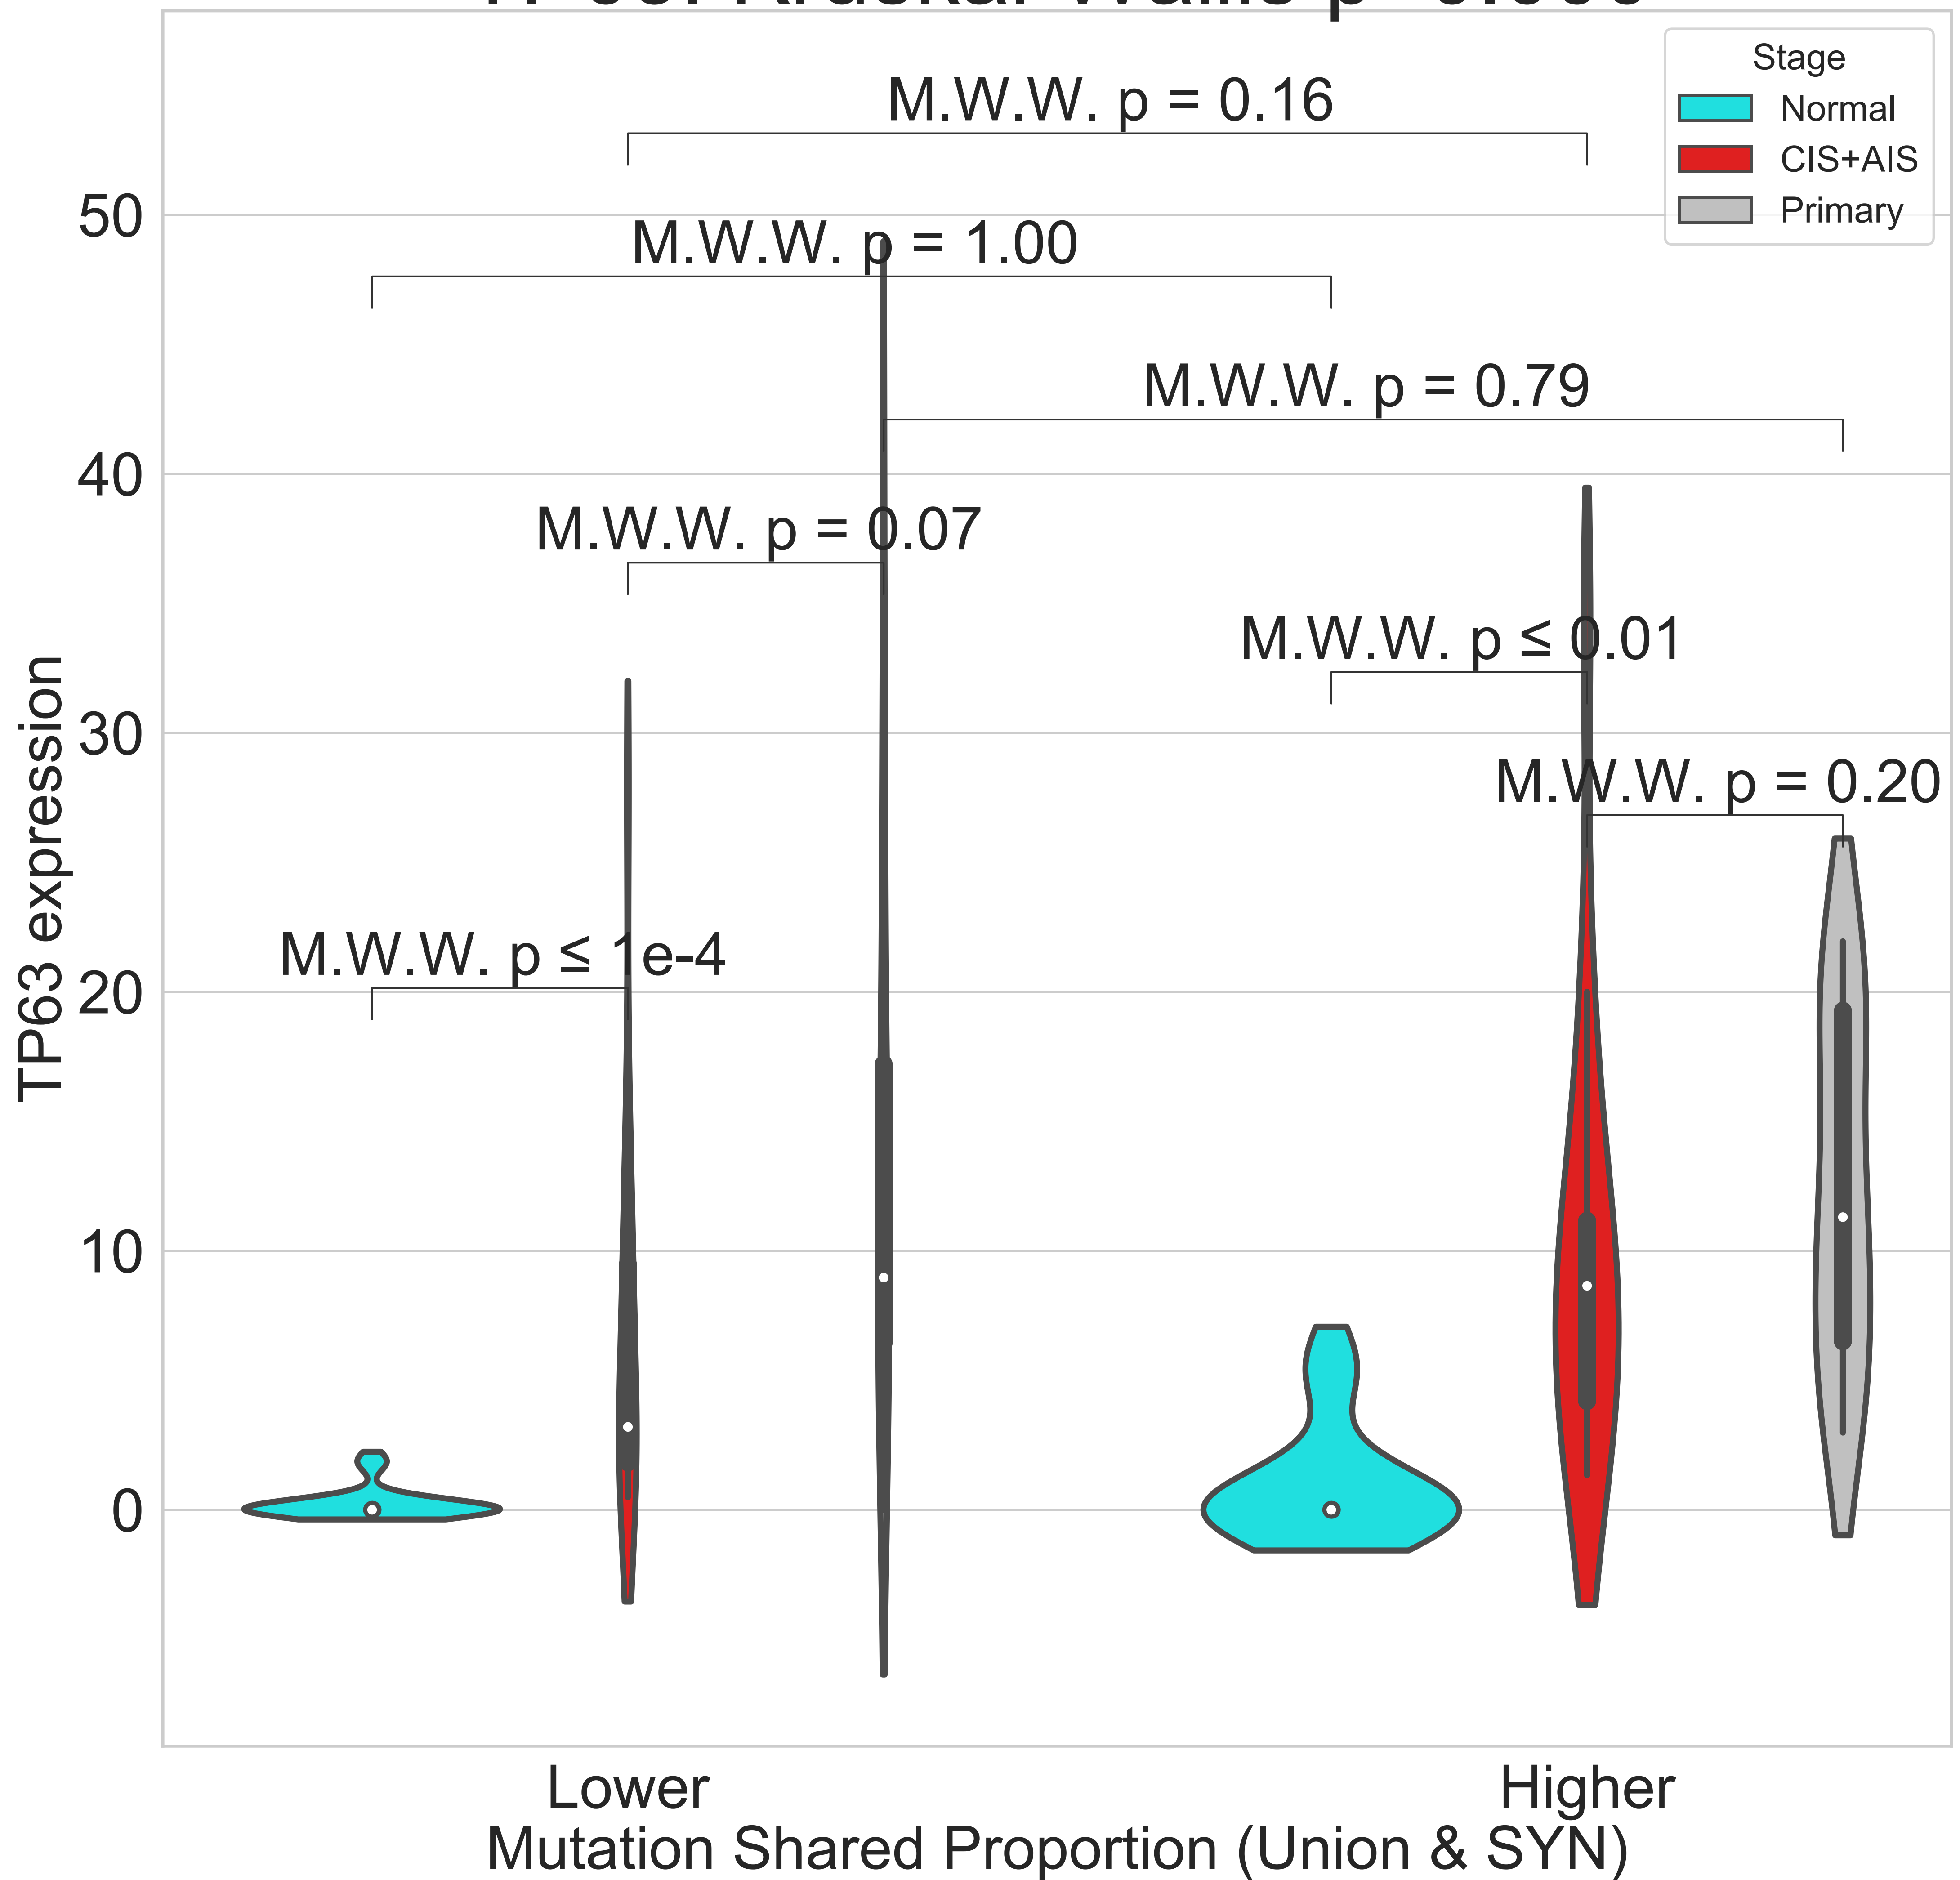 Stage
Normal
CIS+AIS
Primary
M.W.W. p = 0.16
M.W.W. p = 1.00
M.W.W. p = 0.79
M.W.W. p = 0.07
M.W.W. p ≤ 0.01
M.W.W. p = 0.20
M.W.W. p ≤ 1e-4
TP63 expression
50
40
30
20
10
0
Lower
Higher
Mutation Shared Proportion (Union & SYN)